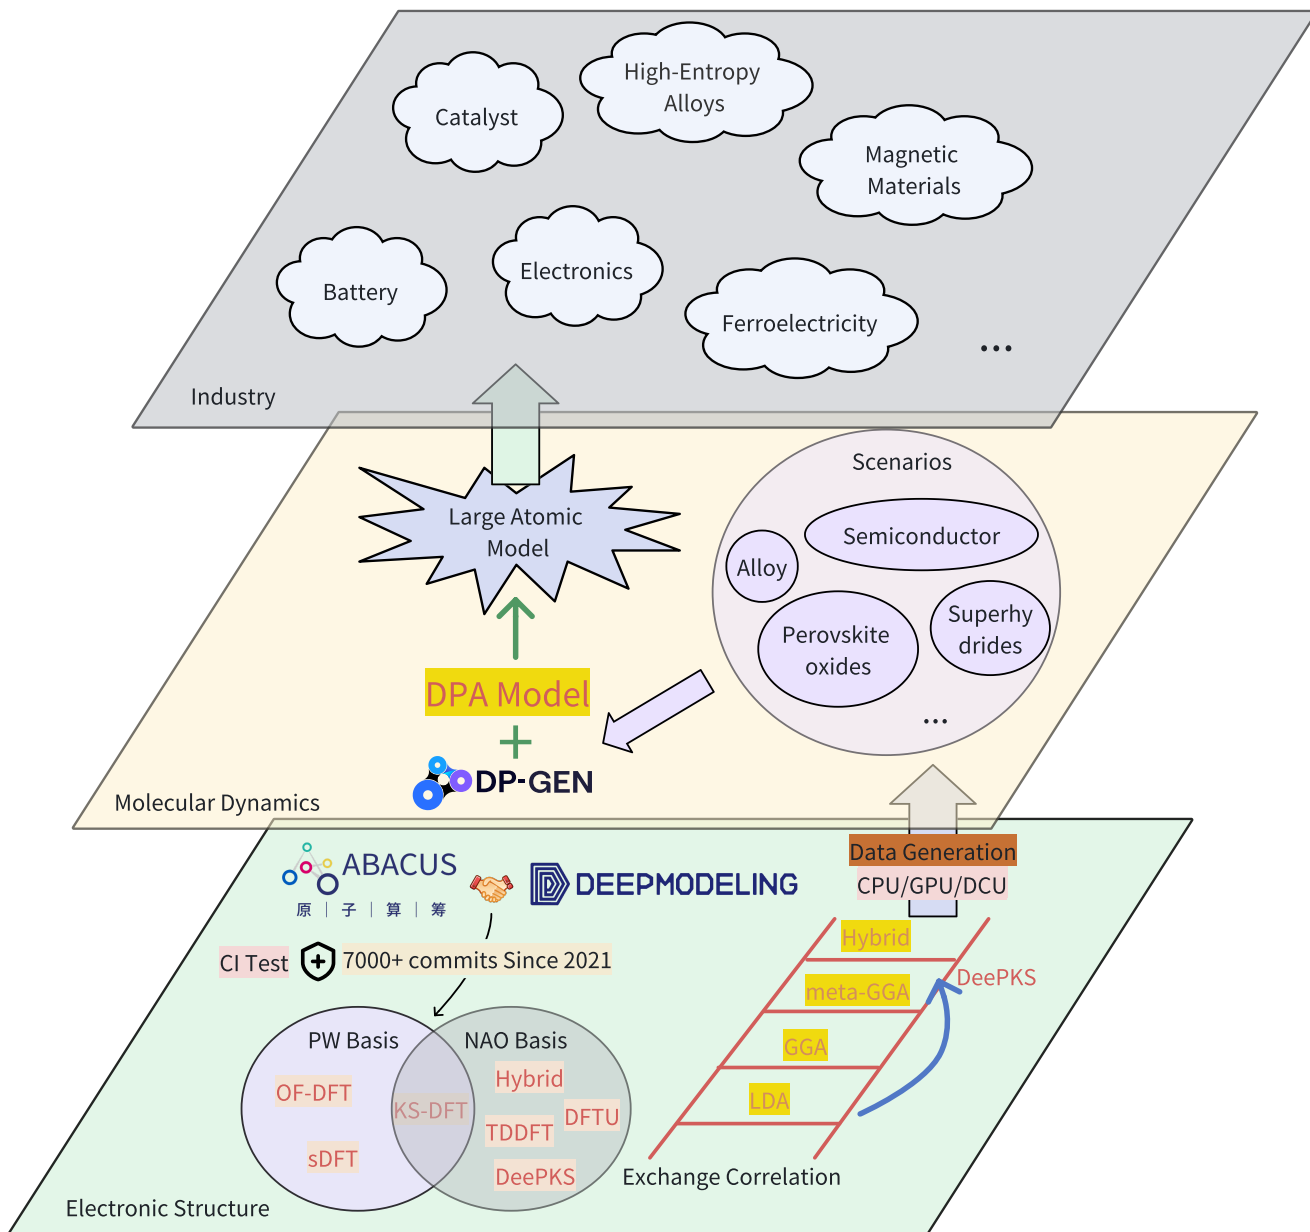 High-Entropy
Alloys
Catalyst
Magnetic
Materials
Electronics
Battery
Ferroelectricity
...
Industry
Scenarios
Large Atomic
Model
Semiconductor
Alloy
Superhy
drides
Perovskite
oxides
...
DPA Model
+
DP-GEN
Molecular Dynamics
Data Generation
CPU/GPU/DCU
ABACUS
原｜子｜算｜筹
DEEPMODELING
CI Test
7000+ commits Since 2021
Hybrid
DeePKS
meta-GGA
GGA
LDA
Exchange Correlation
PW Basis
NAO Basis
OF-DFT
KS-DFT
Hybrid
DFTU
TDDFT
sDFT
DeePKS
Electronic Structure